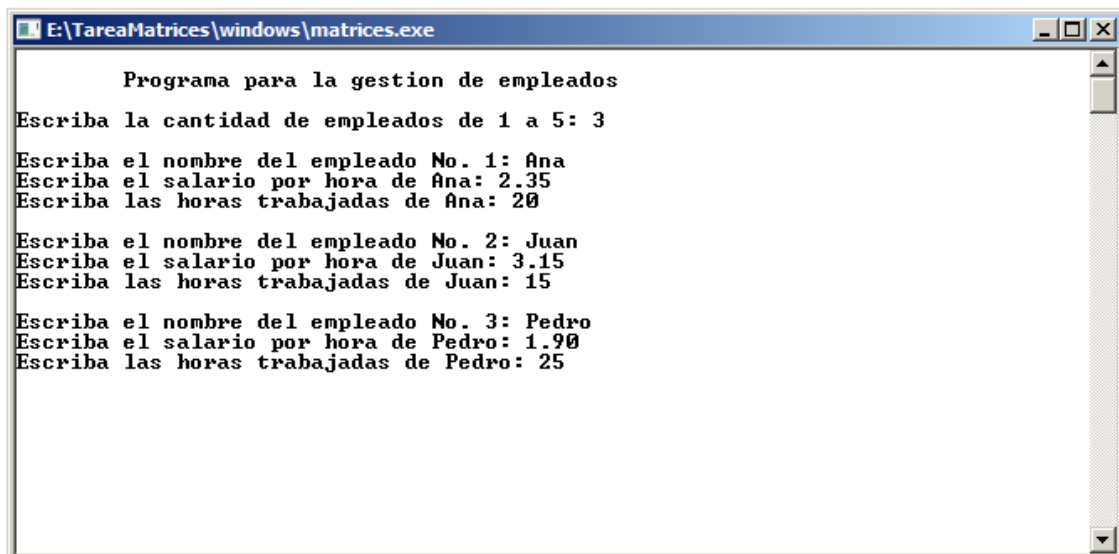 E:\TareaMatrices\windows\matrices.exe
Programa para la gestion de empleados
Escriba la cantidad de empleados de 1 a 5: 3
Escriba el nombre del empleado No. 1: Ana
Escriba el salario por hora de Ana: 2.35
Escriba las horas trabajadas de Ana: 20
Escriba el nombre del empleado No. 2: Juan
Escriba el salario por hora de Juan: 3.15
Escriba las horas trabajadas de Juan: 15
Escriba el nombre del empleado No. 3: Pedro
Escriba el salario por hora de Pedro: 1.90
Escriba las horas trabajadas de Pedro: 25